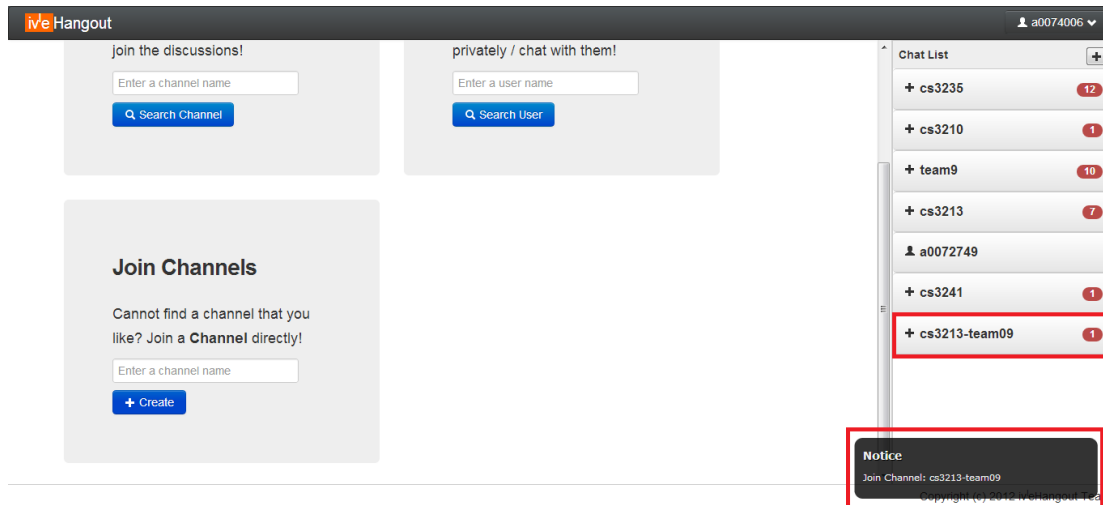 ivle Hangout
a0074006
join the discussions!
Enter a channel name
Search Channel
privately / chat with them!
Enter a user name
Search User
Join Channels
Cannot find a channel that you
like? Join a Channel directly!
Enter a channel name
Create
Chat List
cs3235 12
cs3210 1
team9 10
cs3213 7
a0072749
cs3241 1
cs3213-team09 1
Notice
Join Channel: cs3213-team09
Copyright (c) 2012 ivleHangout Tea